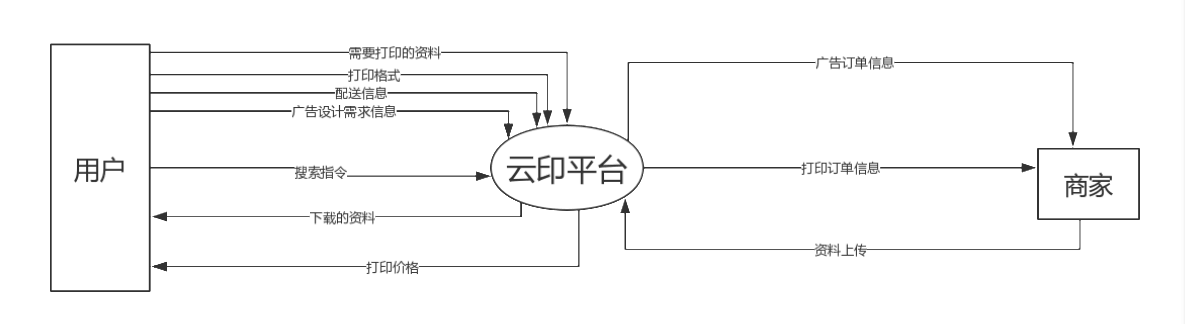 需要打印的资料
打印格式
配送信息
广告设计需求信息
用户
搜索指令
下载的资料
打印价格
云印平台
广告订单信息
打印订单信息
商家
资料上传